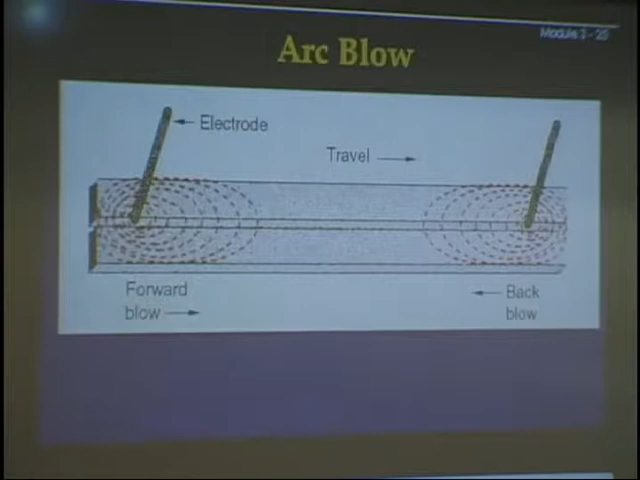 Module 3 - 25
Arc Blow
Electrode
Travel
Forward
blow
Back
blow